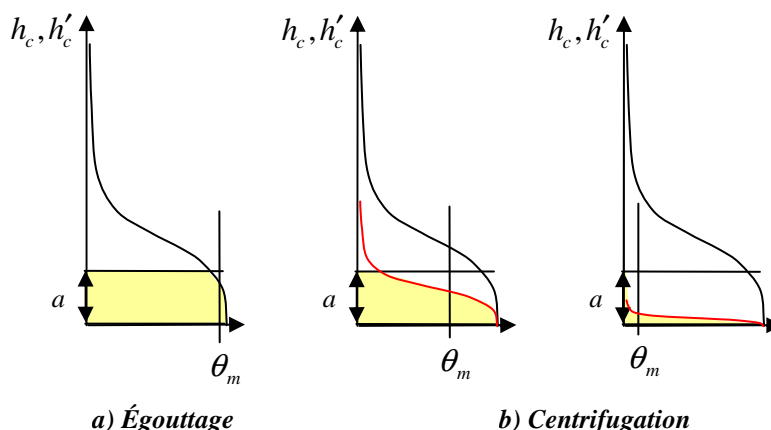 h_c, h'_c
a
θ_m
a) Égouttage
h_c, h'_c
a
θ_m
h_c, h'_c
a
θ_m
b) Centrifugation